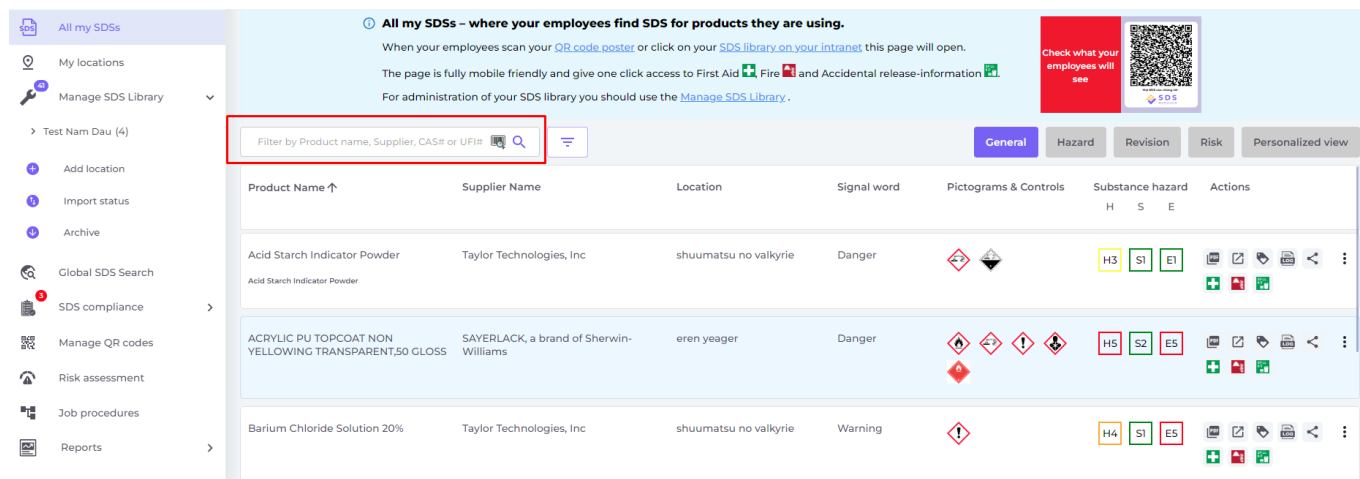 SDS
All my SDSs
My locations
41
Manage SDS Library
Test Nam Dau (4)
Add location
Import status
Archive
Global SDS Search
3
SDS compliance
Manage QR codes
Risk assessment
Job procedures
Reports
All my SDSs – where your employees find SDS for products they are using.
When your employees scan your QR code poster or click on your SDS library on your intranet this page will open.
The page is fully mobile friendly and give one click access to First Aid , Fire and Accidental release-information .
For administration of your SDS library you should use the Manage SDS Library .
Check what your
employees will
see
SDS
Filter by Product name, Supplier, CAS# or UFI#
General
Hazard
Revision
Risk
Personalized view
Product Name
Supplier Name
Location
Signal word
Pictograms & Controls
Substance hazard
Actions
H S E
Acid Starch Indicator Powder
Taylor Technologies, Inc
shuumatsu no valkyrie
Danger
H3 S1 E1
PDF
LOG
Acid Starch Indicator Powder
ACRYLIC PU TOPCOAT NON
YELLOWING TRANSPARENT,50 GLOSS
SAYERLACK, a brand of Sherwin-
Williams
eren yeager
Danger
H5 S2 E5
PDF
LOG
Barium Chloride Solution 20%
Taylor Technologies, Inc
shuumatsu no valkyrie
Warning
H4 S1 E5
PDF
LOG